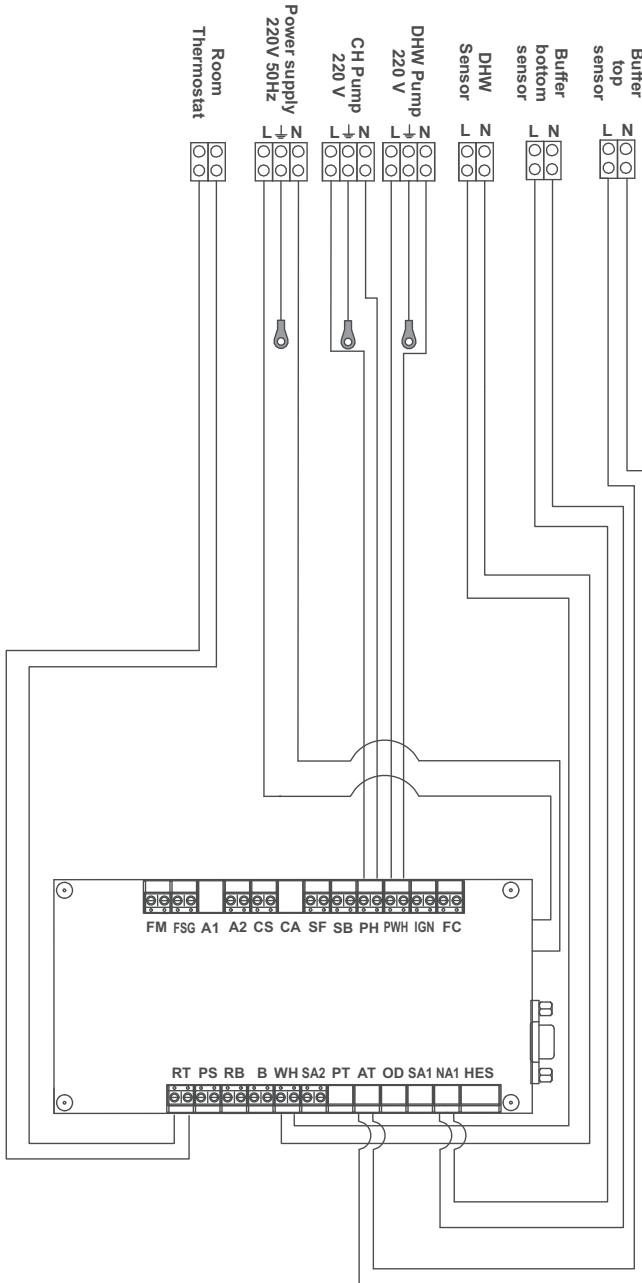 Room
Thermostat
Power supply
220V 50Hz
CH Pump
220 V
DHW Pump
220 V
DHW
Sensor
Buffer
bottom
sensor
Buffer
top
sensor
L N
L N
L N
L N
L N
L N
FM FSG A1 A2 CS CA SF SB PH PWH IGN FC
RT PS RB B WH SA2 PT AT OD SA1 NA1 HES